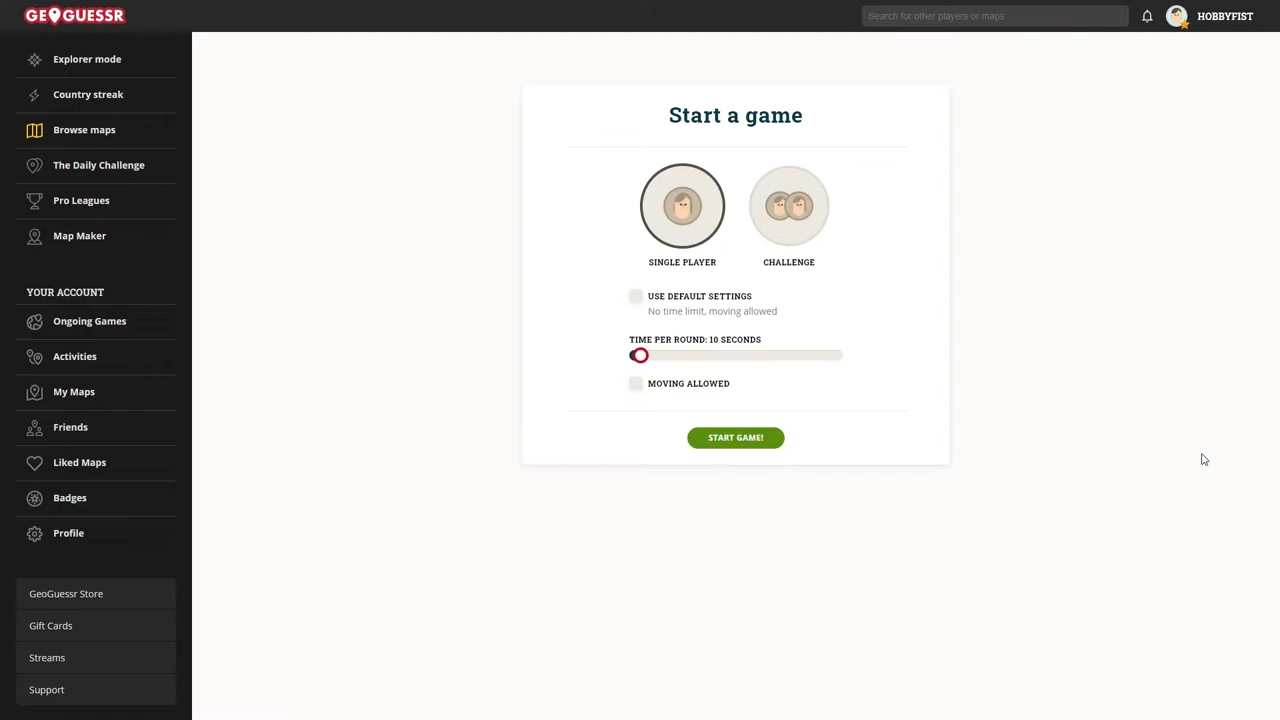 GEOGUESSR
Search for other players or maps
HOBBYFIST
Explorer mode
Country streak
Browse maps
The Daily Challenge
Pro Leagues
Map Maker
YOUR ACCOUNT
Ongoing Games
Activities
My Maps
Friends
Liked Maps
Badges
Profile
GeoGuessr Store
Gift Cards
Streams
Support
Start a game
SINGLE PLAYER
CHALLENGE
USE DEFAULT SETTINGS
No time limit, moving allowed
TIME PER ROUND: 10 SECONDS
MOVING ALLOWED
START GAME!